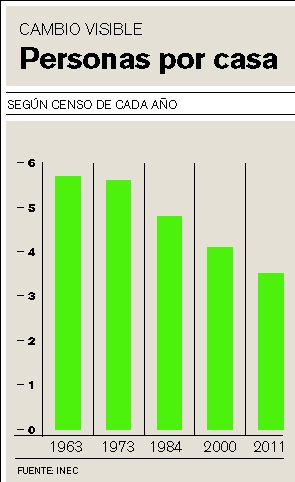 CAMBIO VISIBLE
Personas por casa
SEGÚN CENSO DE CADA AÑO
6
5
4
3
2
1
0
1963 1973 1984 2000 2011
FUENTE: INEC